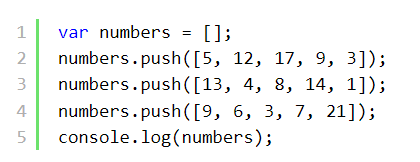 1 var numbers = [];
2 numbers.push([5, 12, 17, 9, 3]);
3 numbers.push([13, 4, 8, 14, 1]);
4 numbers.push([9, 6, 3, 7, 21]);
5 console.log(numbers);